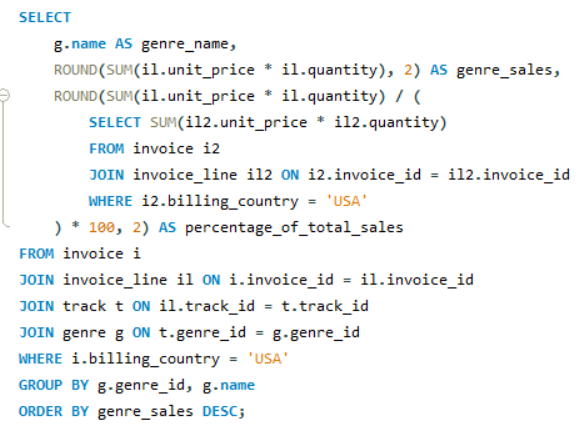 SELECT
g.name AS genre_name,
ROUND(SUM(il.unit_price * il.quantity), 2) AS genre_sales,
ROUND(SUM(il.unit_price * il.quantity) / (
SELECT SUM(il2.unit_price * il2.quantity)
FROM invoice i2
JOIN invoice_line il2 ON i2.invoice_id = il2.invoice_id
WHERE i2.billing_country = 'USA'
) * 100, 2) AS percentage_of_total_sales
FROM invoice i
JOIN invoice_line il ON i.invoice_id = il.invoice_id
JOIN track t ON il.track_id = t.track_id
JOIN genre g ON t.genre_id = g.genre_id
WHERE i.billing_country = 'USA'
GROUP BY g.genre_id, g.name
ORDER BY genre_sales DESC;